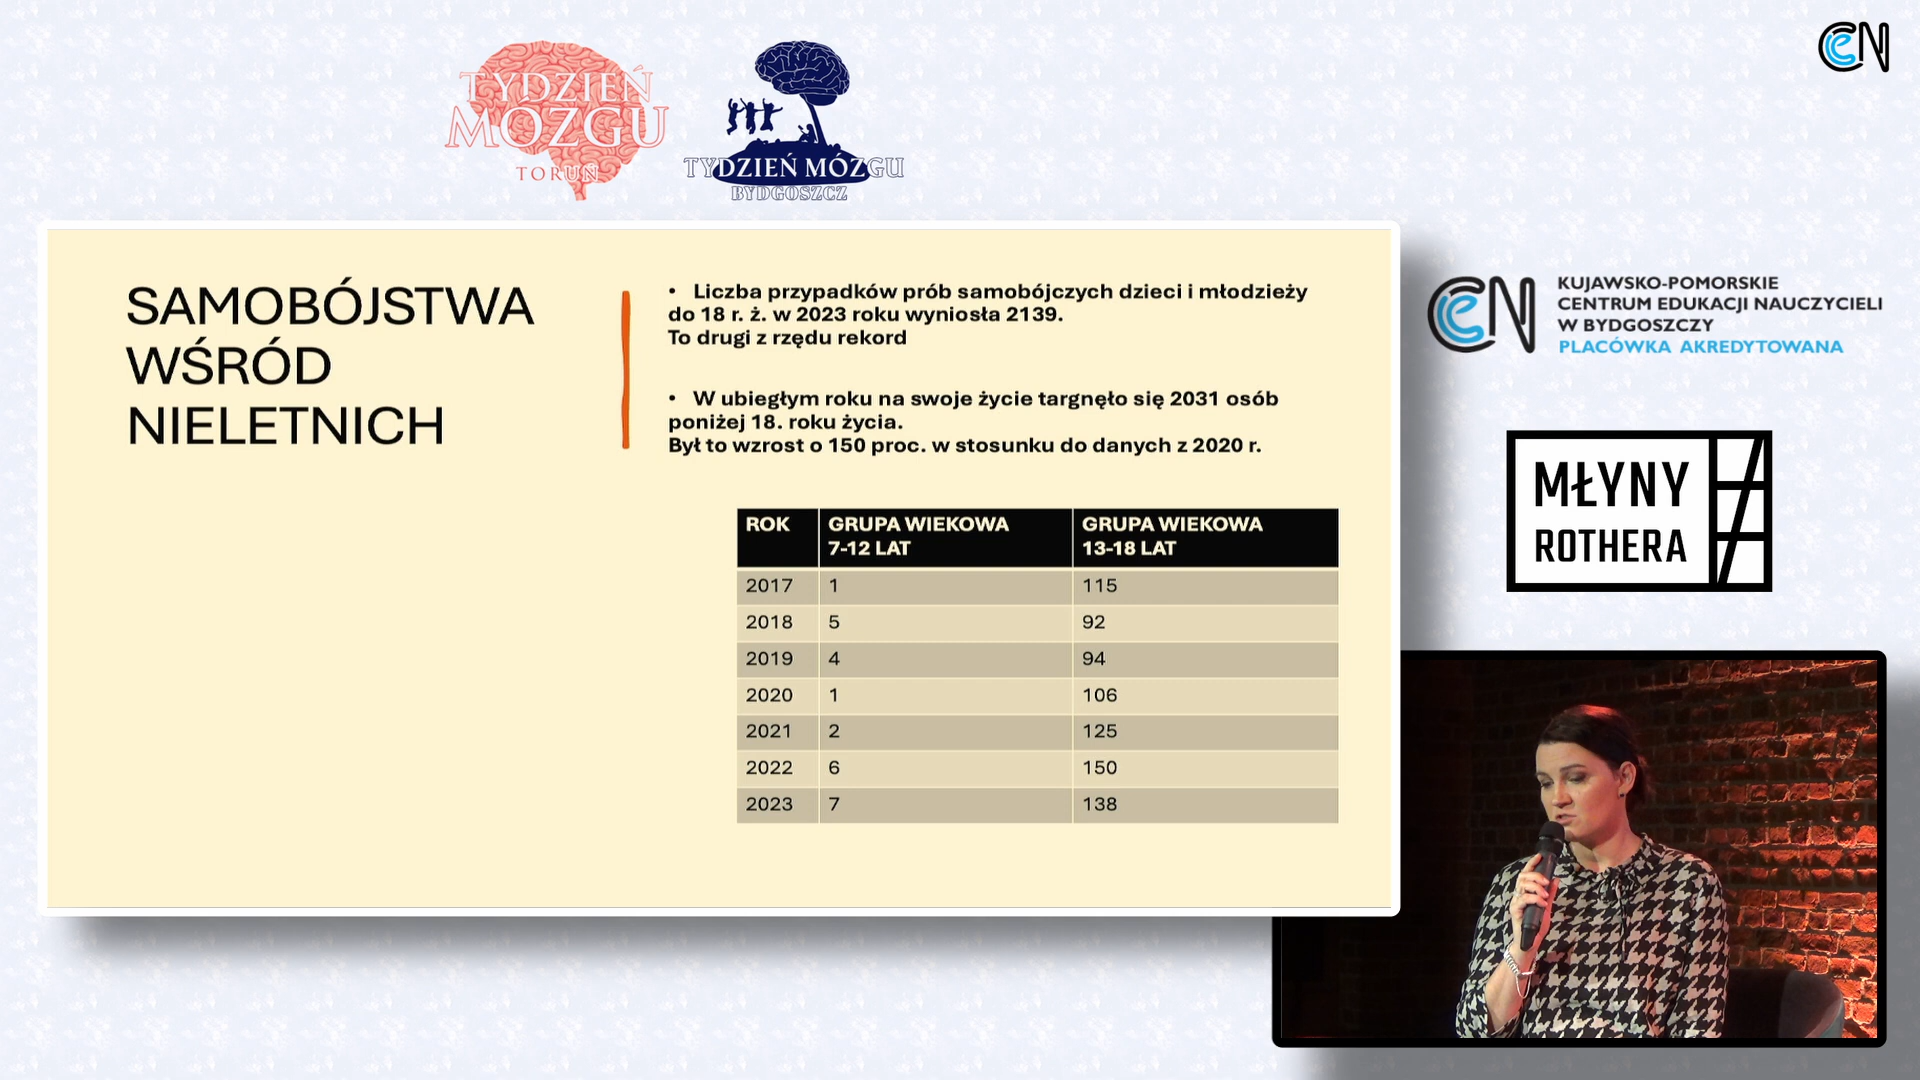 CEN
TYDZIEŃ
MÓZGU
TORUŃ
TYDZIEŃ MÓZGU
BYDGOSZCZ
SAMOBÓJSTWA
WŚRÓD
NIELETNICH
• Liczba przypadków prób samobójczych dzieci i młodzieży
do 18 r. ż. w 2023 roku wyniosła 2139.
To drugi z rzędu rekord
• W ubiegłym roku na swoje życie targnęło się 2031 osób
poniżej 18. roku życia.
Był to wzrost o 150 proc. w stosunku do danych z 2020 r.
ROK GRUPA WIEKOWA 7-12 LAT GRUPA WIEKOWA 13-18 LAT
2017 1 115
2018 5 92
2019 4 94
2020 1 106
2021 2 125
2022 6 150
2023 7 138
CEN
KUJAWSKO-POMORSKIE
CENTRUM EDUKACJI NAUCZYCIELI
W BYDGOSZCZY
PLACÓWKA AKREDYTOWANA
MŁYNY
ROTHERA